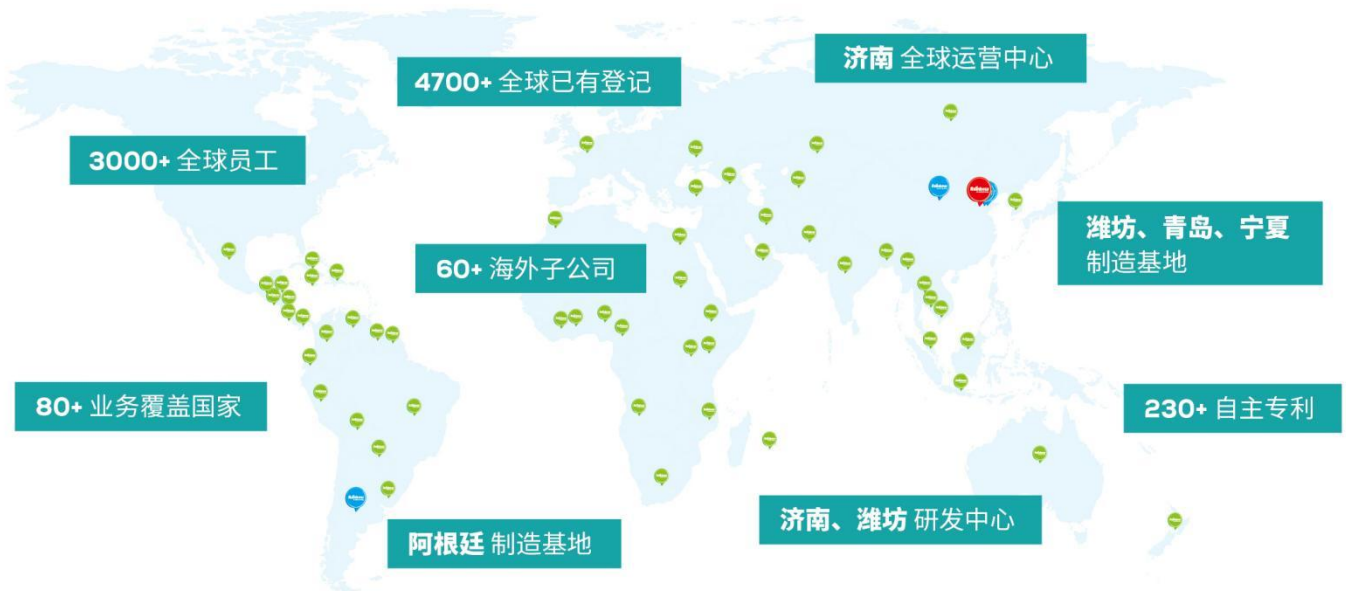 济南 全球运营中心
4700+ 全球已有登记
3000+ 全球员工
潍坊、青岛、宁夏
制造基地
60+ 海外子公司
80+ 业务覆盖国家
230+ 自主专利
济南、潍坊 研发中心
阿根廷 制造基地